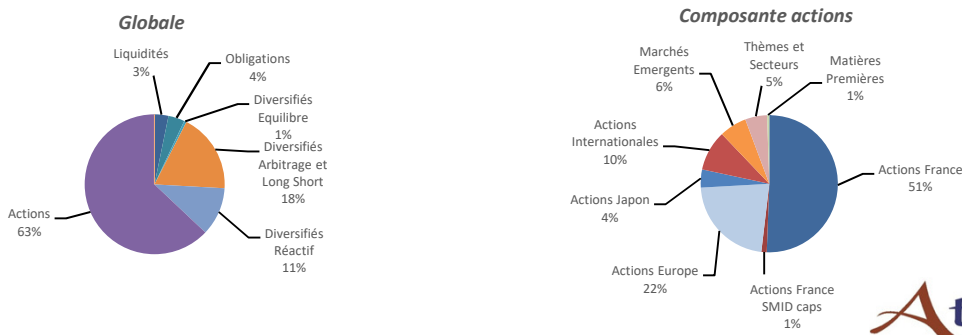 Globale
Liquidités
3%
Obligations
4%
Diversifiés
Equilibre
1%
Diversifiés
Arbitrage et
Long Short
18%
Diversifiés
Réactif
11%
Actions
63%
Composante actions
Thèmes et
Secteurs
5%
Matières
Premières
1%
Marchés
Emergents
6%
Actions
Internationales
10%
Actions France
51%
Actions Japon
4%
Actions Europe
22%
Actions France
SMID caps
1%